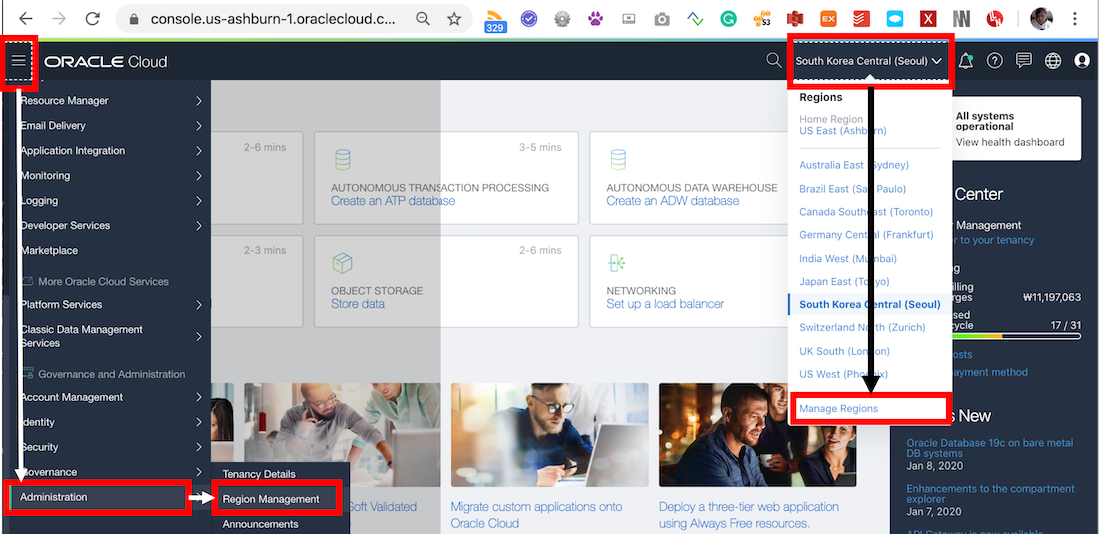 console.us-ashburn-1.oraclecloud.c...
329
S3
EX
X
N
ORACLE Cloud
South Korea Central (Seoul)
Resource Manager
Email Delivery
Application Integration
Monitoring
Logging
Developer Services
Marketplace
More Oracle Cloud Services
Platform Services
Classic Data Management
Services
Governance and Administration
Account Management
Identity
Security
Governance
Administration
Tenancy Details
Region Management
Announcements
2-6 mins
3-5 mins
AUTONOMOUS TRANSACTION PROCESSING
Create an ATP database
AUTONOMOUS DATA WAREHOUSE
Create an ADW database
2-3 mins
2-6 mins
OBJECT STORAGE
Store data
NETWORKING
Set up a load balancer
Soft Validated
Migrate custom applications onto
Oracle Cloud
Deploy a three-tier web application
using Always Free resources.
Regions
Home Region
US East (Ashburn)
Australia East (Sydney)
Brazil East (Sao Paulo)
Canada Southeast (Toronto)
Germany Central (Frankfurt)
India West (Mumbai)
Japan East (Tokyo)
South Korea Central (Seoul)
Switzerland North (Zurich)
UK South (London)
US West (Phoenix)
Manage Regions
All systems
operational
View health dashboard
Center
Management
er to your tenancy
ng
illing
rges
₩11,197,063
sed
ycle
17 / 31
osts
ayment method
s New
Oracle Database 19c on bare metal
DB systems
Jan 8, 2020
Enhancements to the compartment
explorer
Jan 7, 2020
API Gateway is now available